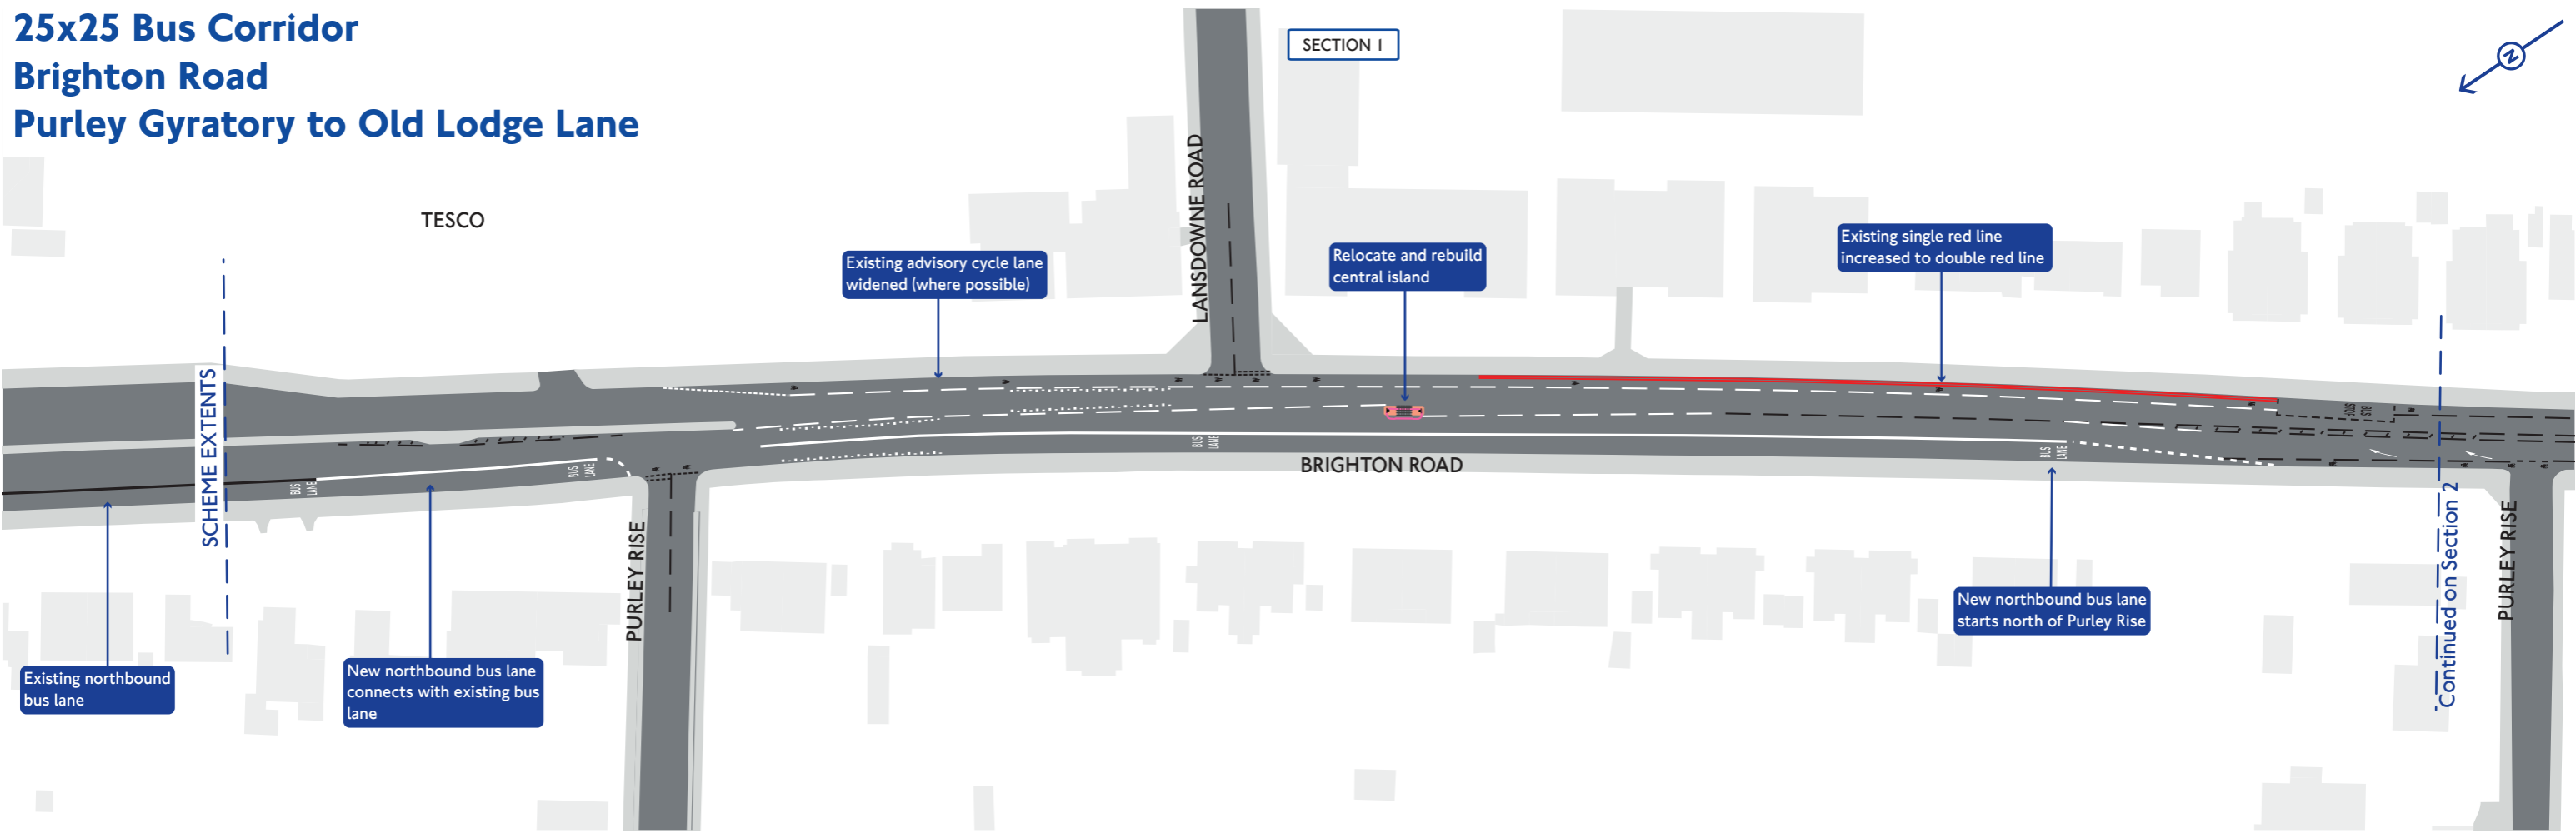 25x25 Bus Corridor
Brighton Road
Purley Gyratory to Old Lodge Lane
SECTION 1
N
TESCO
LANSDOWNE ROAD
Existing advisory cycle lane
widened (where possible)
Relocate and rebuild
central island
Existing single red line
increased to double red line
SCHEME EXTENTS
BUS
LANE
BUS
LANE
BUS
LANE
BUS
LANE
BUS
STOP
BRIGHTON ROAD
PURLEY RISE
PURLEY RISE
Continued on Section 2
Existing northbound
bus lane
New northbound bus lane
connects with existing bus
lane
New northbound bus lane
starts north of Purley Rise